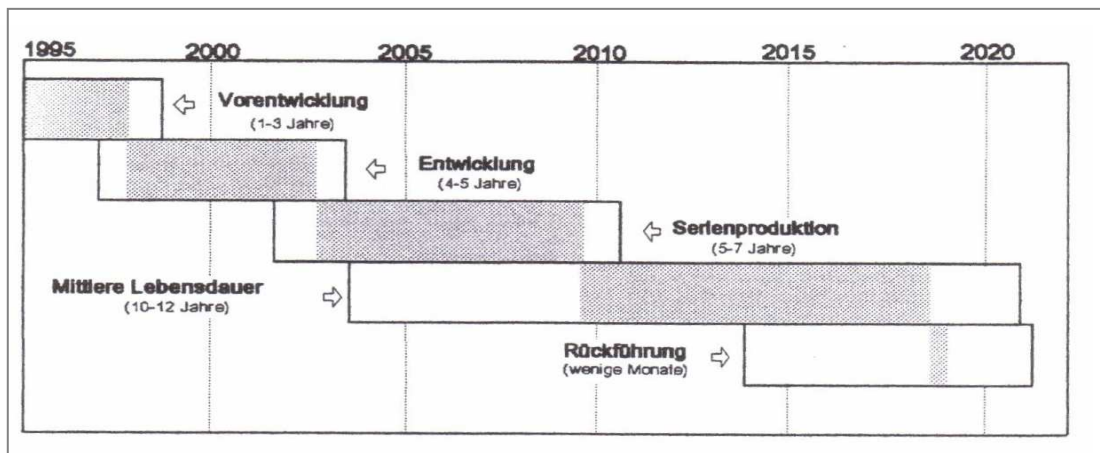 1995 2000 2005 2010 2015 2020
Vorentwicklung
(1-3 Jahre)
Entwicklung
(4-5 Jahre)
Serienproduktion
(5-7 Jahre)
Mittlere Lebensdauer
(10-12 Jahre)
Rückführung
(wenige Monate)